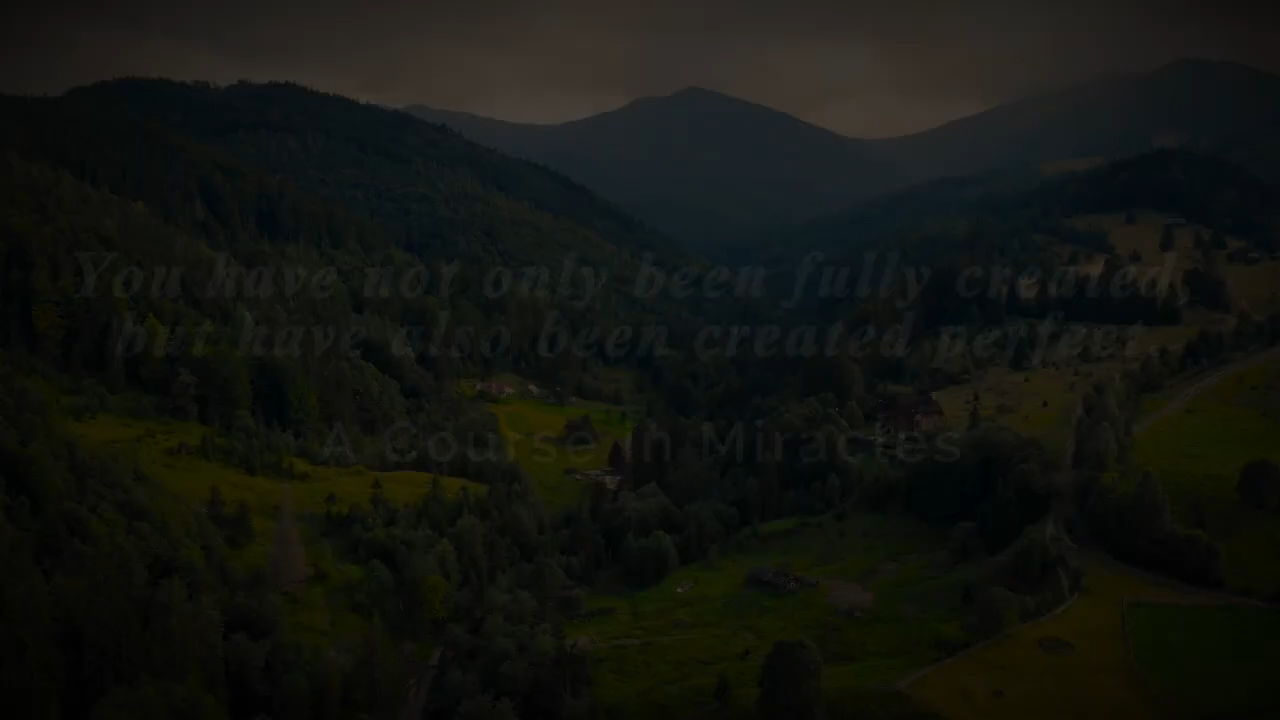 You have not only been fully created
but have also been created perfect
A Course in Miracles